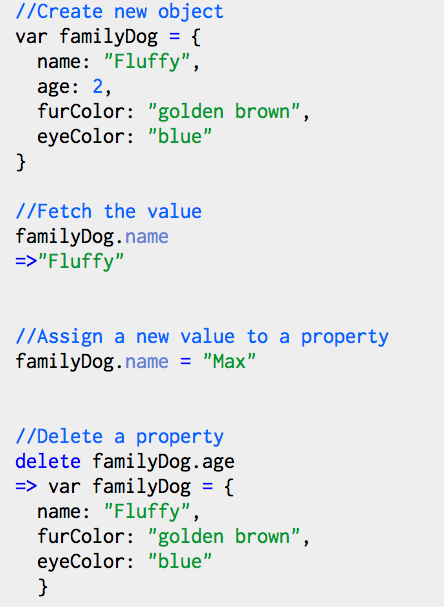 //Create new object
var familyDog = {
  name: "Fluffy",
  age: 2,
  furColor: "golden brown",
  eyeColor: "blue"
}
//Fetch the value
familyDog.name
=>"Fluffy"
//Assign a new value to a property
familyDog.name = "Max"
//Delete a property
delete familyDog.age
=> var familyDog = {
  name: "Fluffy",
  furColor: "golden brown",
  eyeColor: "blue"
  }